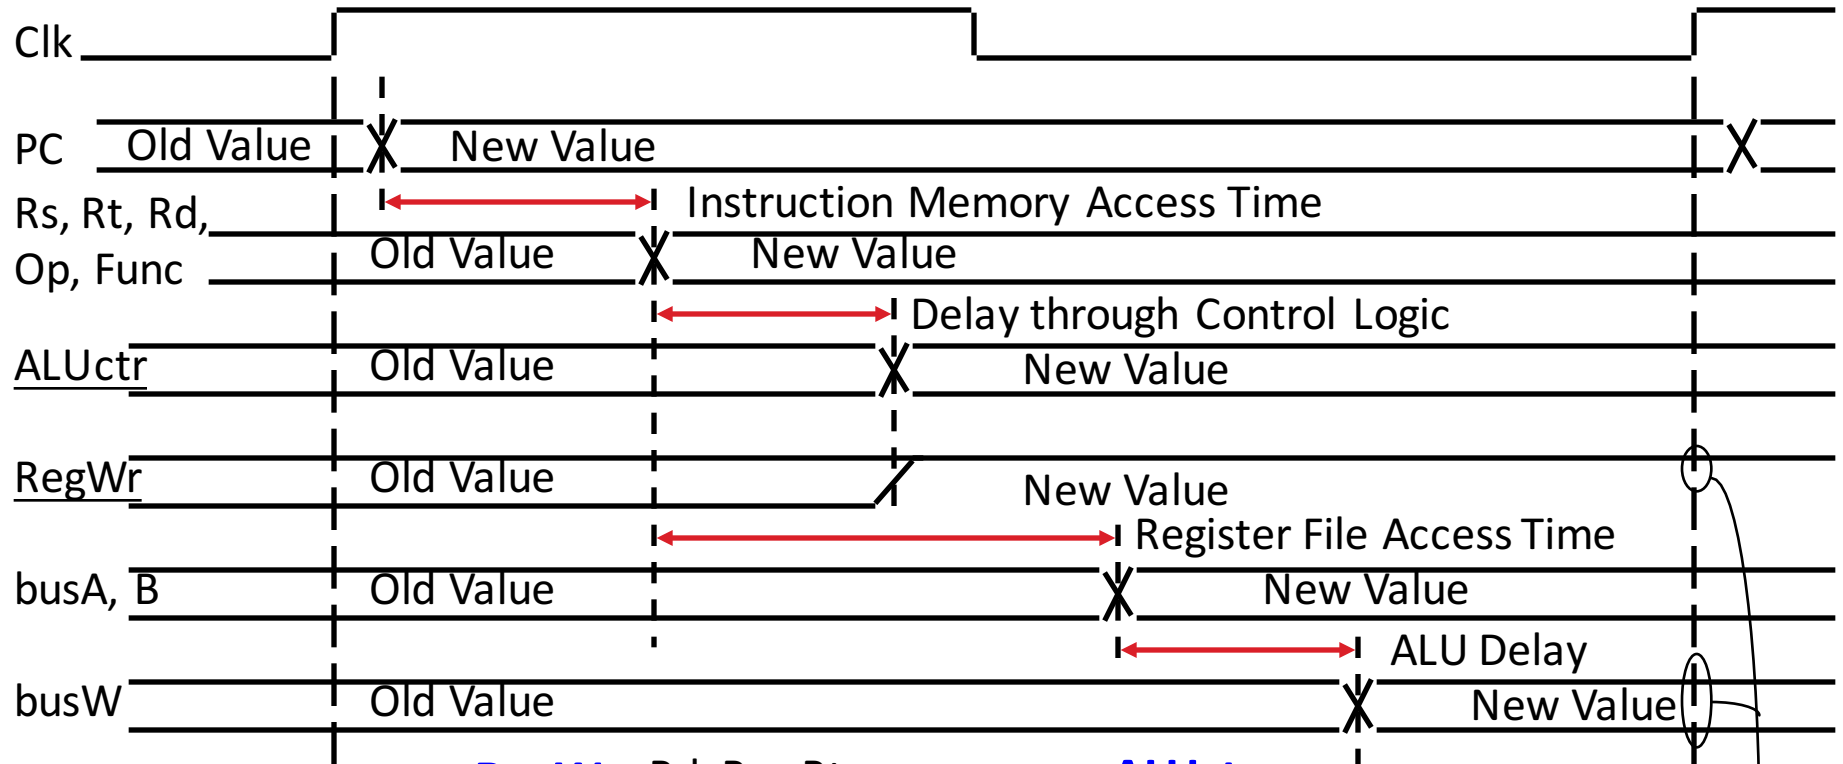 Clk
PC Old Value New Value
Instruction Memory Access Time
Rs, Rt, Rd,
Op, Func Old Value New Value
Delay through Control Logic
ALUctr Old Value New Value
RegWr Old Value New Value
Register File Access Time
busA, B Old Value New Value
ALU Delay
busW Old Value New Value